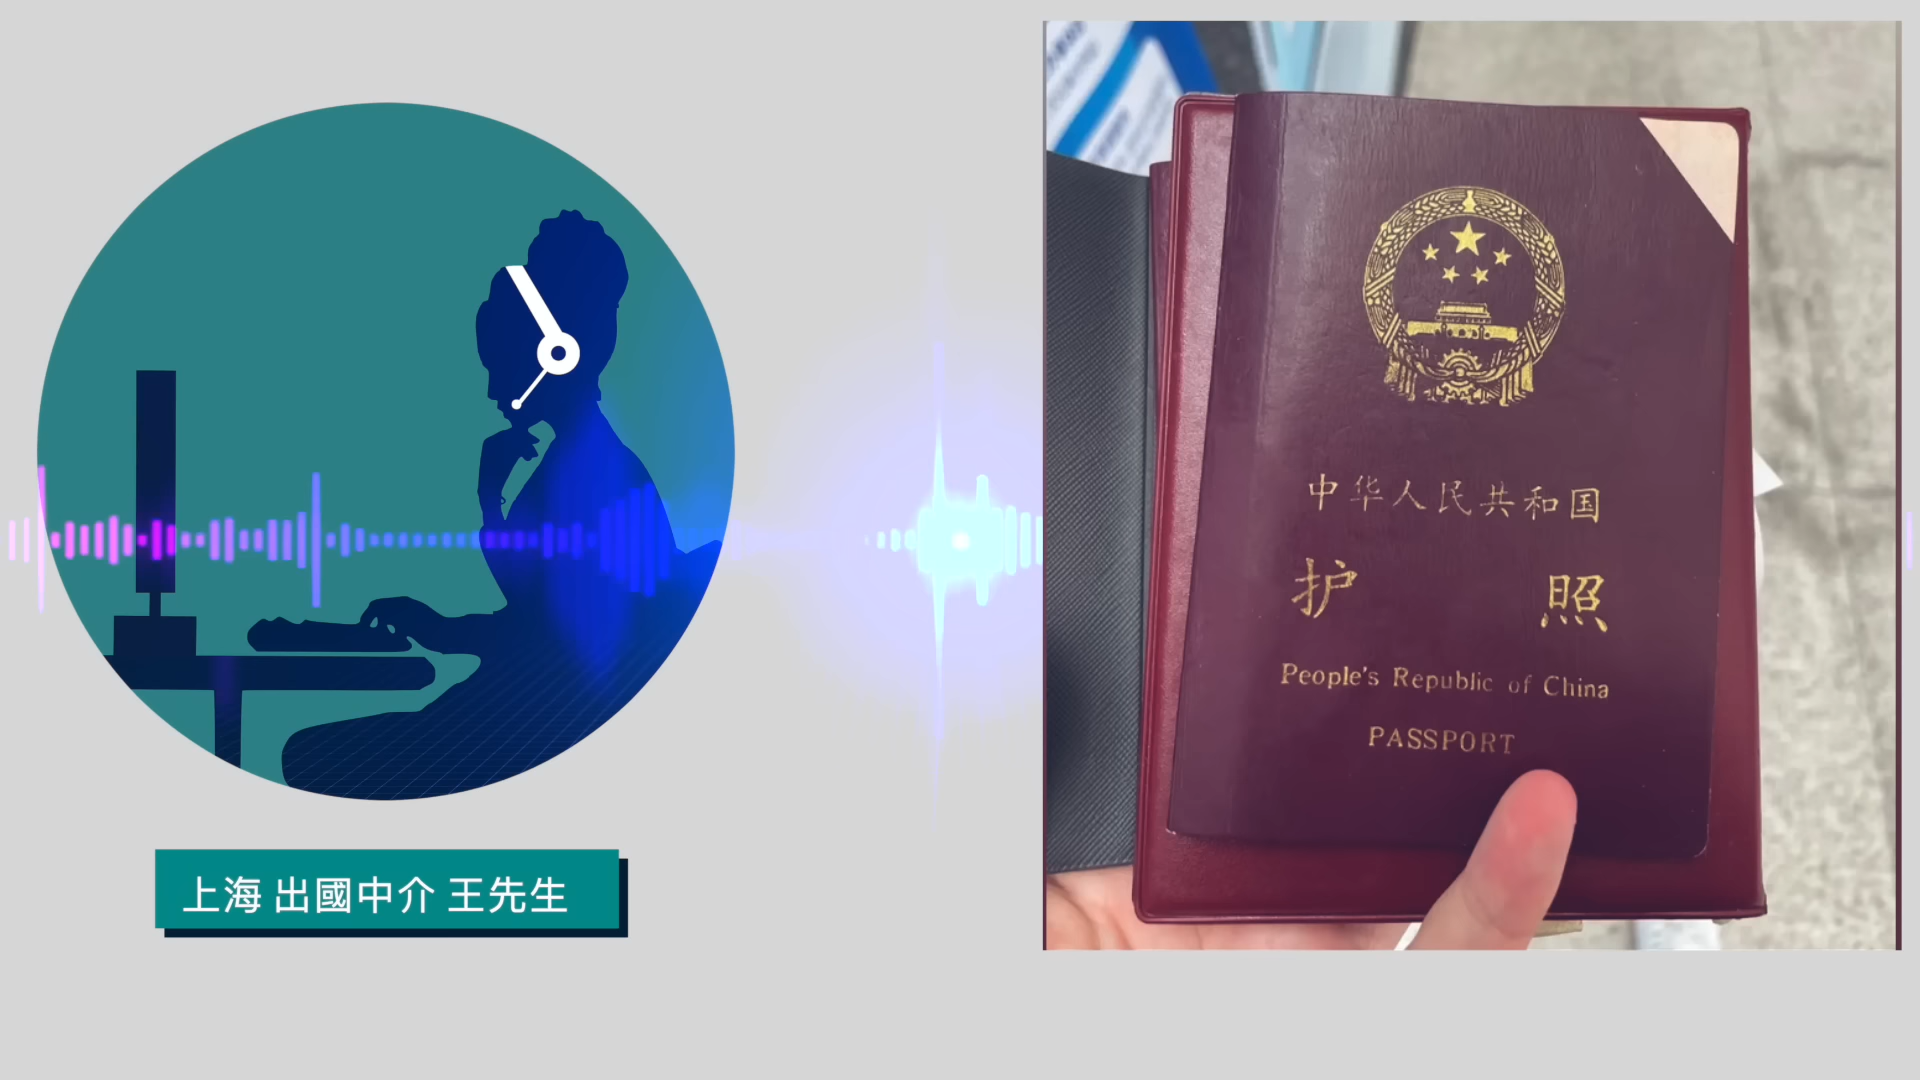 上海 出國中介 王先生
中华人民共和国
护照
People's Republic of China
PASSPORT